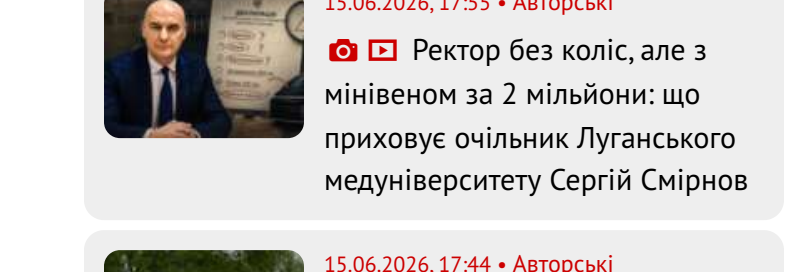 15.06.2026, 17:55 • Авторські
Ректор без коліс, але з
мінівеном за 2 мільйони: що
приховує очільник Луганського
медуніверситету Сергій Смірнов
15.06.2026, 17:44 • Авторські